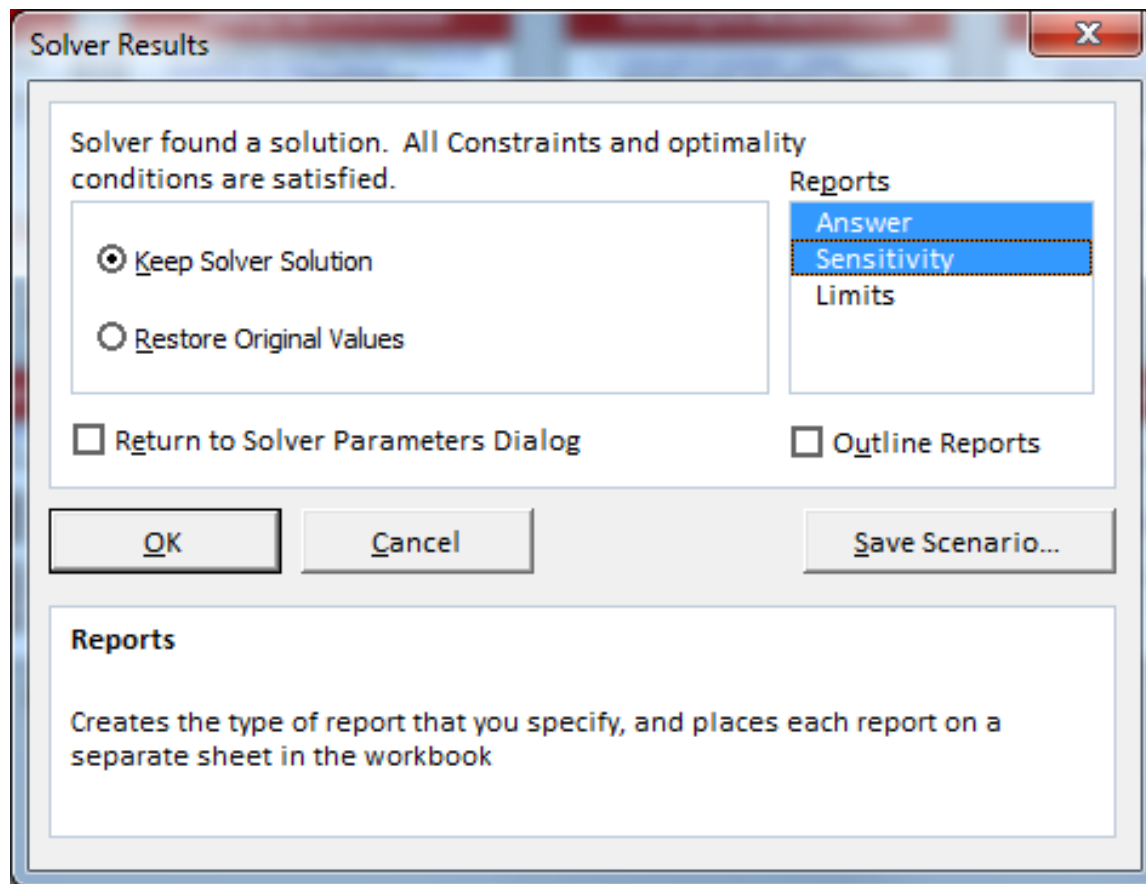 Solver Results
Solver found a solution.  All Constraints and optimality
conditions are satisfied.
Reports
Keep Solver Solution
Restore Original Values
Answer
Sensitivity
Limits
Return to Solver Parameters Dialog
Outline Reports
OK
Cancel
Save Scenario...
Reports
Creates the type of report that you specify, and places each report on a
separate sheet in the workbook